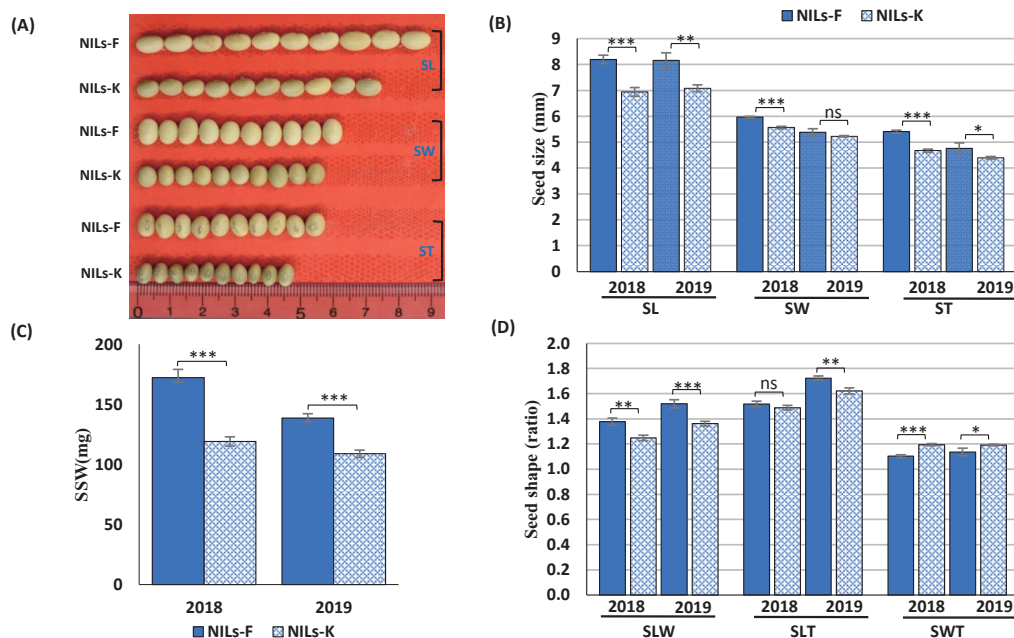 (A)
NILs-F
NILs-K
SL
NILs-F
NILs-K
SW
NILs-F
NILs-K
ST
0 1 2 3 4 5 6 7 8 9
(B)
NILs-F NILs-K
Seed size (mm)
9
8
7
6
5
4
3
2
1
0
*** ** *** ns *** *
2018 2019 2018 2019 2018 2019
SL SW ST
(C)
SSW(mg)
200
150
100
50
0
*** ***
2018 2019
NILs-F NILs-K
(D)
Seed shape (ratio)
2.0
1.8
1.6
1.4
1.2
1.0
0.8
0.6
0.4
0.2
0.0
** *** ns ** *** *
2018 2019 2018 2019 2018 2019
SLW SLT SWT